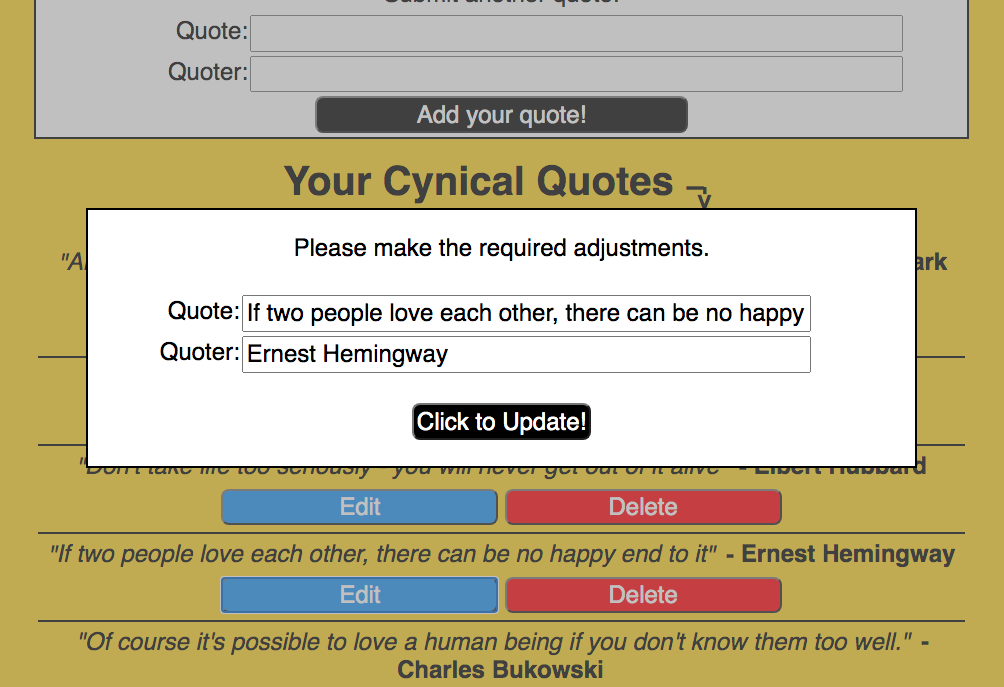 Submit another quote!
Quote:
Quoter:
Add your quote!
Your Cynical Quotes
Please make the required adjustments.
Quote: If two people love each other, there can be no happy
Quoter: Ernest Hemingway
Click to Update!
"Don't take life too seriously - you will never get out of it alive" - Elbert Hubbard
Edit Delete
"If two people love each other, there can be no happy end to it" - Ernest Hemingway
Edit Delete
"Of course it's possible to love a human being if you don't know them too well." -
Charles Bukowski